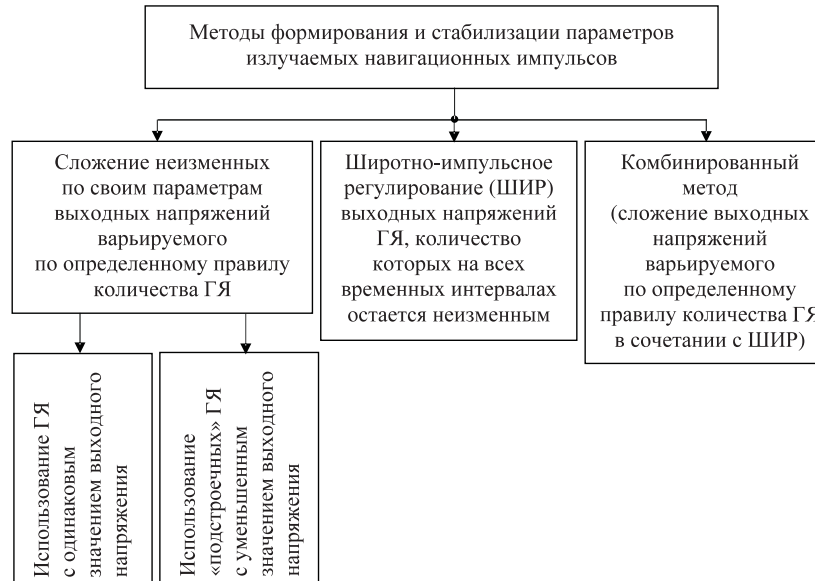 Методы формирования и стабилизации параметров
излучаемых навигационных импульсов
Сложение неизменных
по своим параметрам
выходных напряжений
варьируемого
по определенному правилу
количества ГЯ
Широтно-импульсное
регулирование (ШИР)
выходных напряжений
ГЯ, количество
которых на всех
временных интервалах
остается неизменным
Комбинированный
метод
(сложение выходных
напряжений
варьируемого
по определенному
правилу количества ГЯ
в сочетании с ШИР)
Использование ГЯ
с одинаковым
значением выходного
напряжения
Использование
«подстроечных» ГЯ
с уменьшенным
значением выходного
напряжения